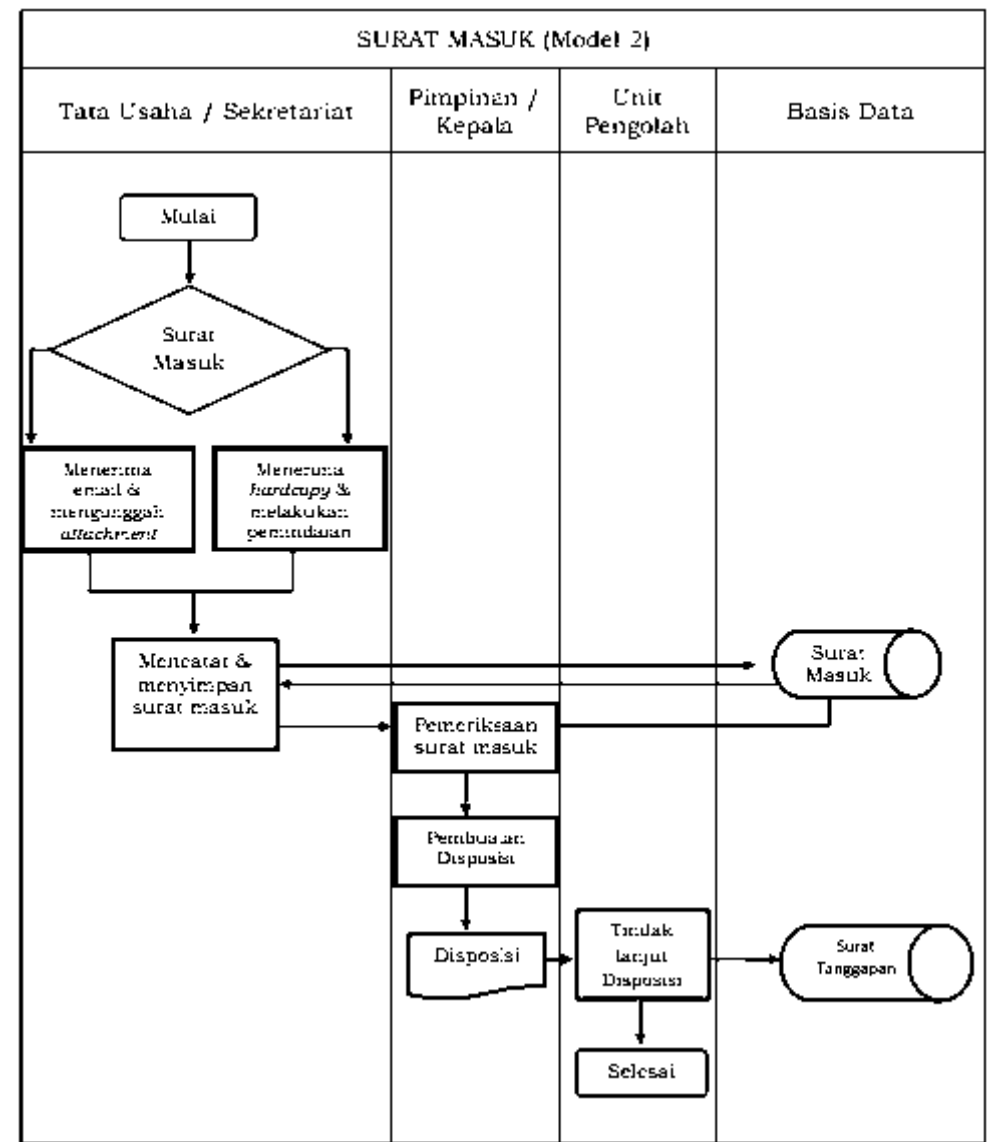 SURAT MASUK (Model 2)
Tata Usaha / Sekretariat
Pimpinan /
Kepala
Unit
Pengolah
Basis Data
Mulai
Surat
Masuk
Menerima
email &
mengunggah
attachment
Menerima
hardcopy &
melakukan
pemindaian
Mencatat &
menyimpan
surat masuk
Surat
Masuk
Pemeriksaan
surat masuk
Pembuatan
Disposisi
Disposisi
Tindak
lanjut
Disposisi
Surat
Tanggapan
Selesai